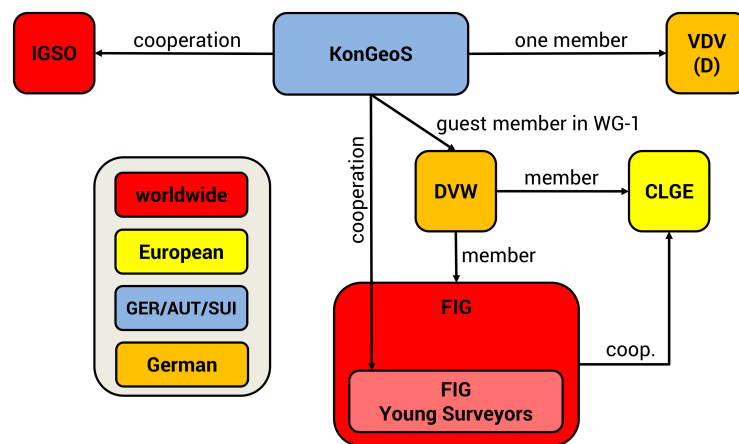 IGSO
cooperation
KonGeoS
one member
VDV
(D)
guest member in WG-1
cooperation
DVW
member
CLGE
member
worldwide
European
GER/AUT/SUI
German
FIG
coop.
FIG
Young Surveyors